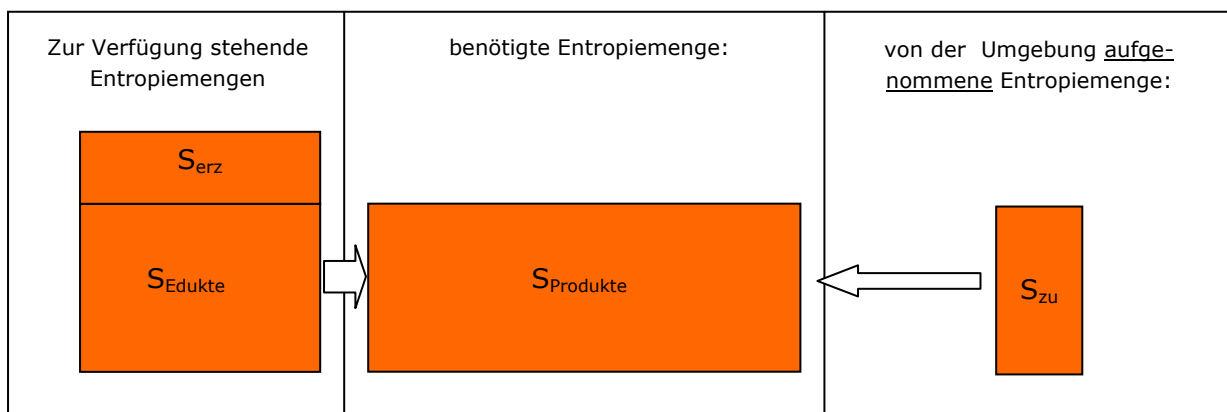 Zur Verfügung stehende
Entropiemengen
benötigte Entropiemenge:
von der Umgebung aufge-
nommene Entropiemenge:
Serz
SEdukte
SProdukte
Szu